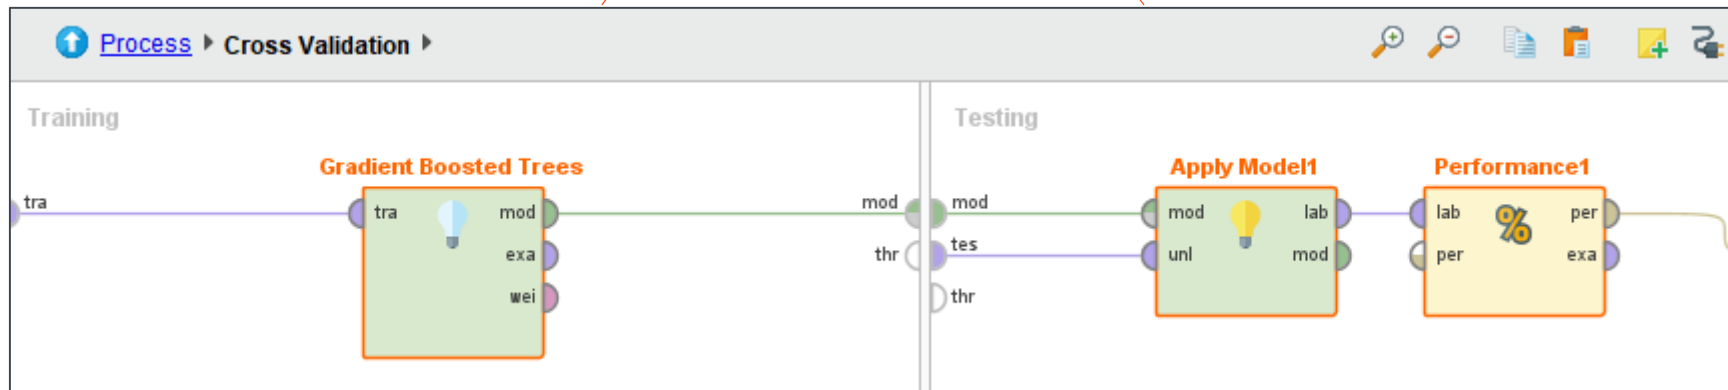 Process Cross Validation
Training
Testing
Gradient Boosted Trees
Apply Model1
Performance1
tra
tra
mod
exa
wei
mod
thr
mod
tes
thr
mod
unl
lab
mod
lab
per
per
exa
%